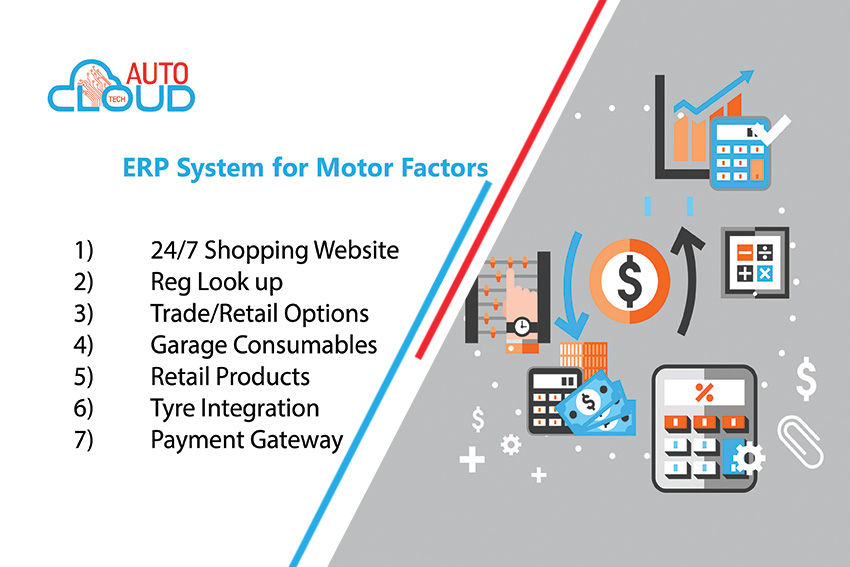 AUTO
CLOUD
TECH
ERP System for Motor Factors
1) 24/7 Shopping Website
2) Reg Look up
3) Trade/Retail Options
4) Garage Consumables
5) Retail Products
6) Tyre Integration
7) Payment Gateway
$
%
$
$
$